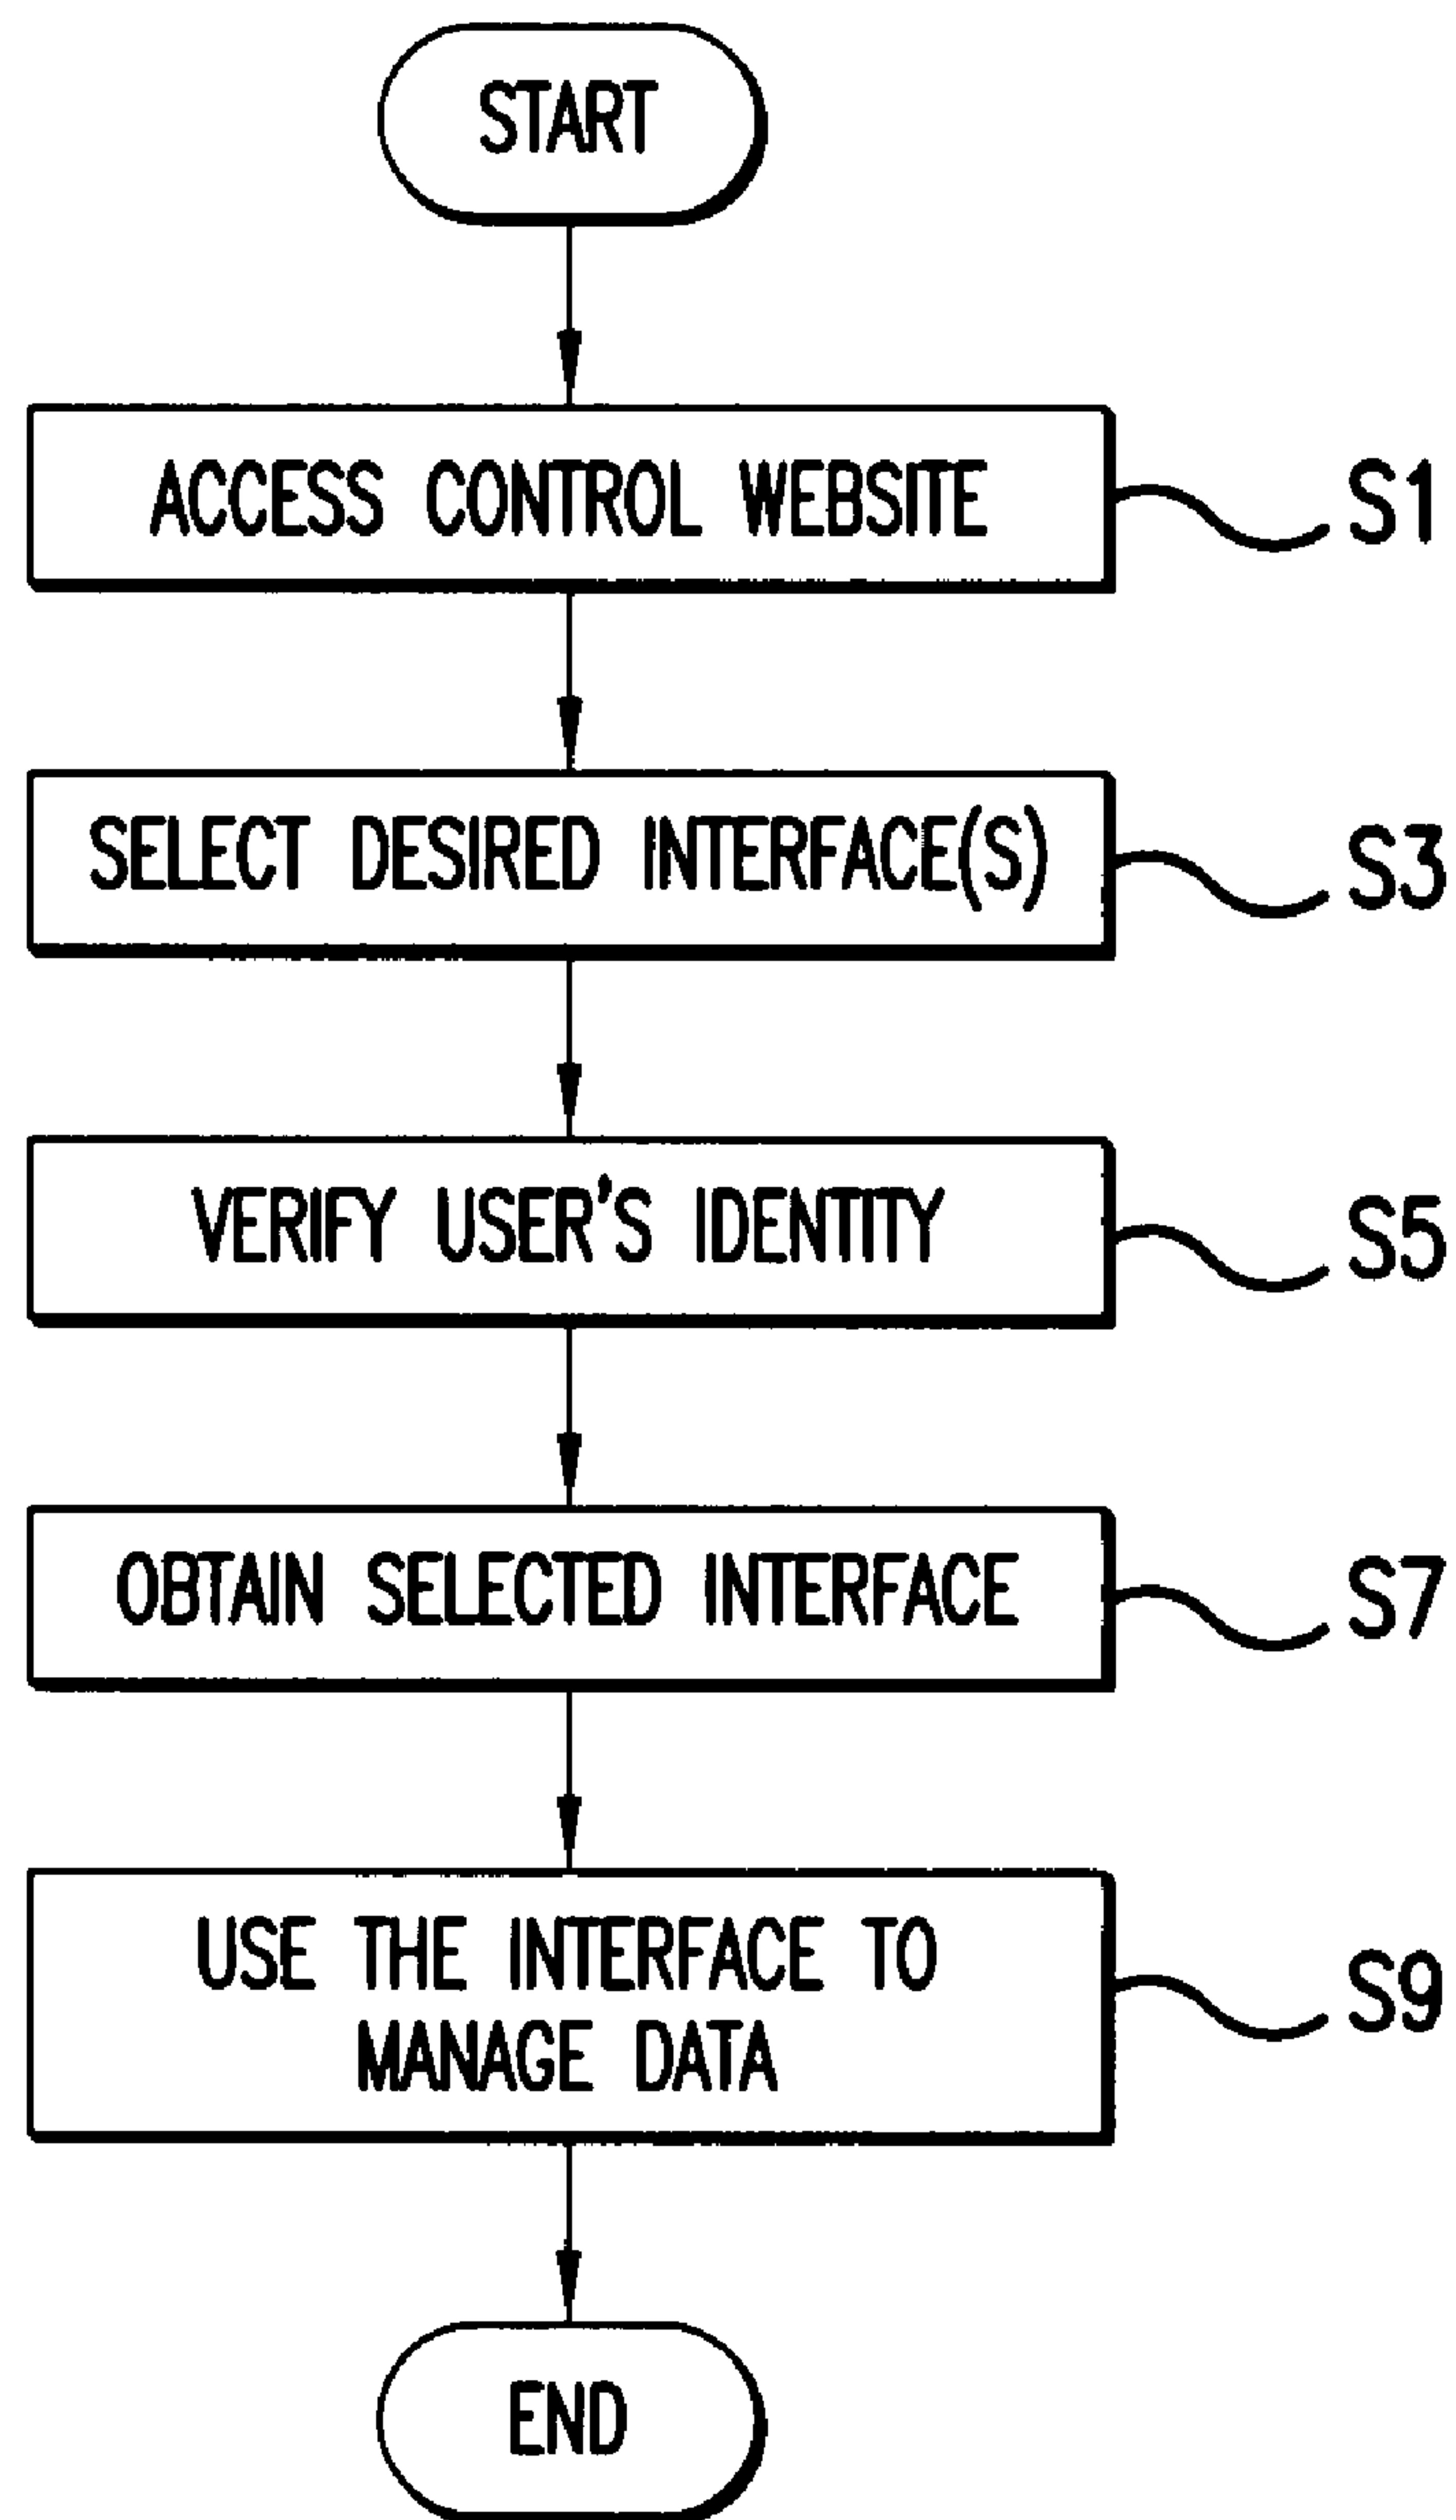 START
ACCESS CONTROL WEBSITE
S1
SELECT DESIRED INTERFACE(S)
S3
VERIFY USER'S IDENTITY
S5
OBTAIN SELECTED INTERFACE
S7
USE THE INTERFACE TO
MANAGE DATA
S9
END